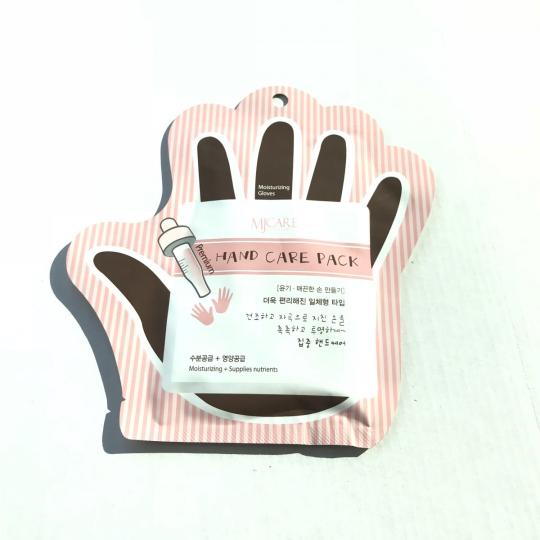 Moisturizing
Gloves
MJCARE
Premium
HAND CARE PACK
[윤기·매끈한 손 만들기]
더욱 편리해진 일체형 타입
건조하고 자극으로 지친 손을
촉촉하고 투명하게~
집중 핸드케어
수분공급 + 영양공급
Moisturizing + Supplies nutrients